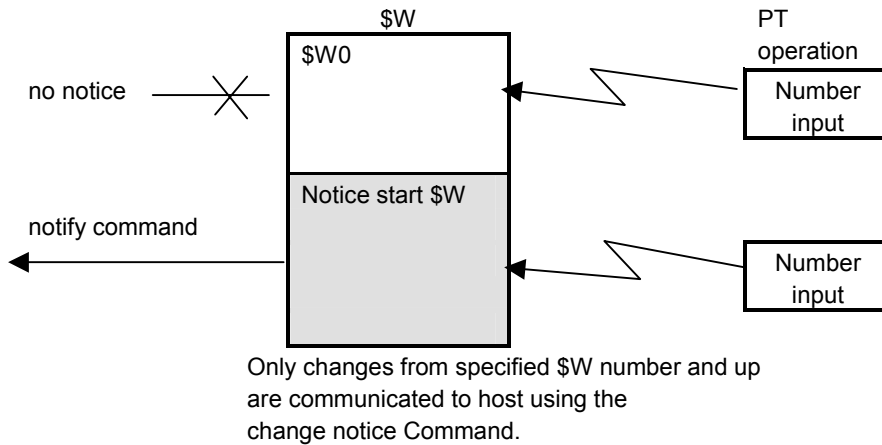 $W
PT
operation
$W0
no notice
Number
input
Notice start $W
notify command
Number
input
Only changes from specified $W number and up
are communicated to host using the
change notice Command.